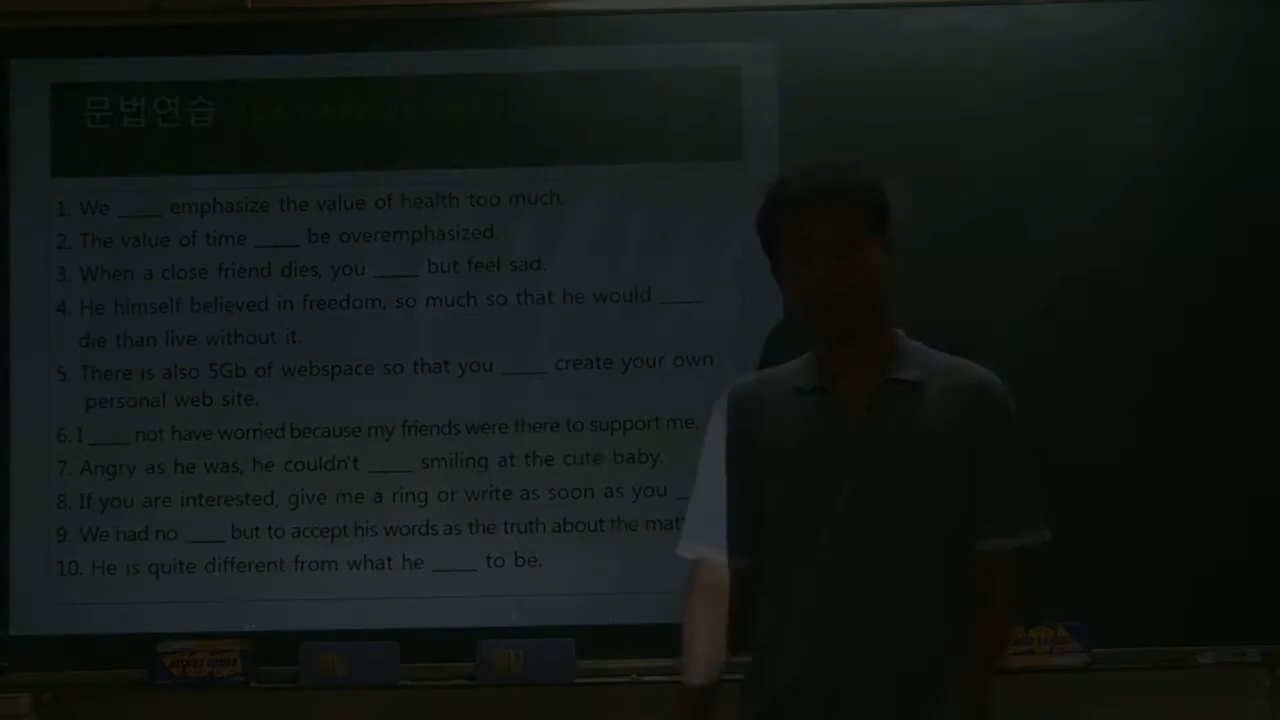 문법연습
1. We ____ emphasize the value of health too much.
2. The value of time ____ be overemphasized.
3. When a close friend dies, you ____ but feel sad.
4. He himself believed in freedom, so much so that he would ____
die than live without it.
5. There is also 5Gb of webspace so that you ____ create your own
personal web site.
6. I ____ not have worried because my friends were there to support me.
7. Angry as he was, he couldn't ____ smiling at the cute baby.
8. If you are interested, give me a ring or write as soon as you _
9. We had no ____ but to accept his words as the truth about the
10. He is quite different from what he ____ to be.